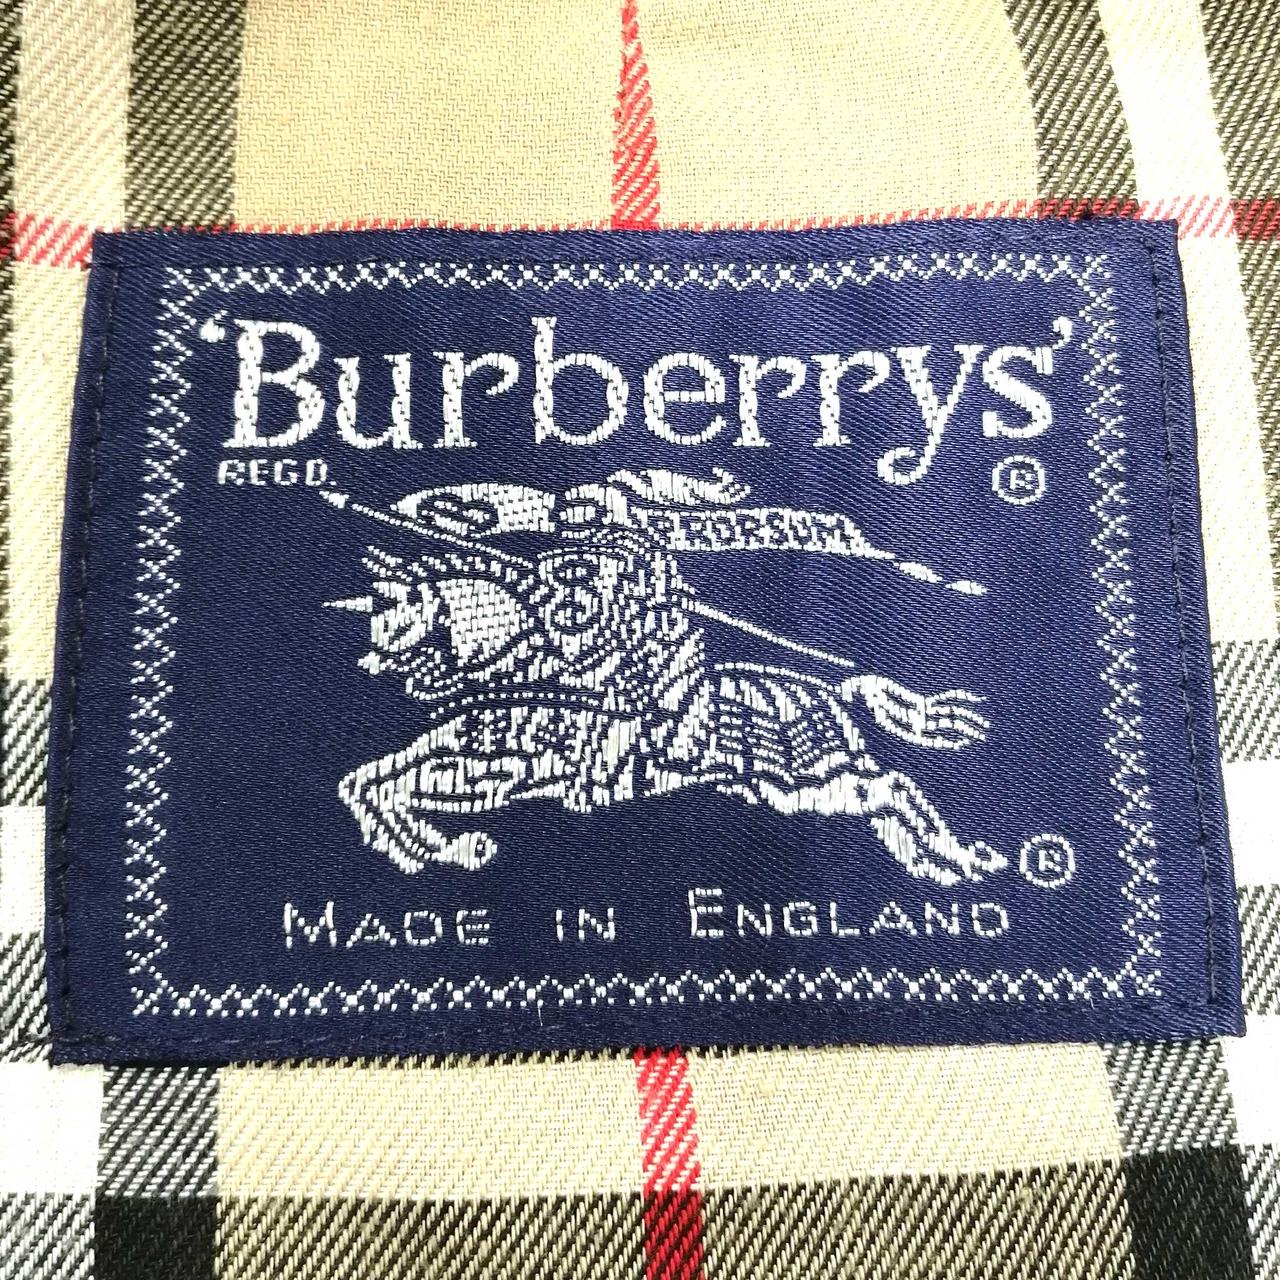 ‘Burberrys’
REGD. ®
PRORSUM
®
MADE IN ENGLAND